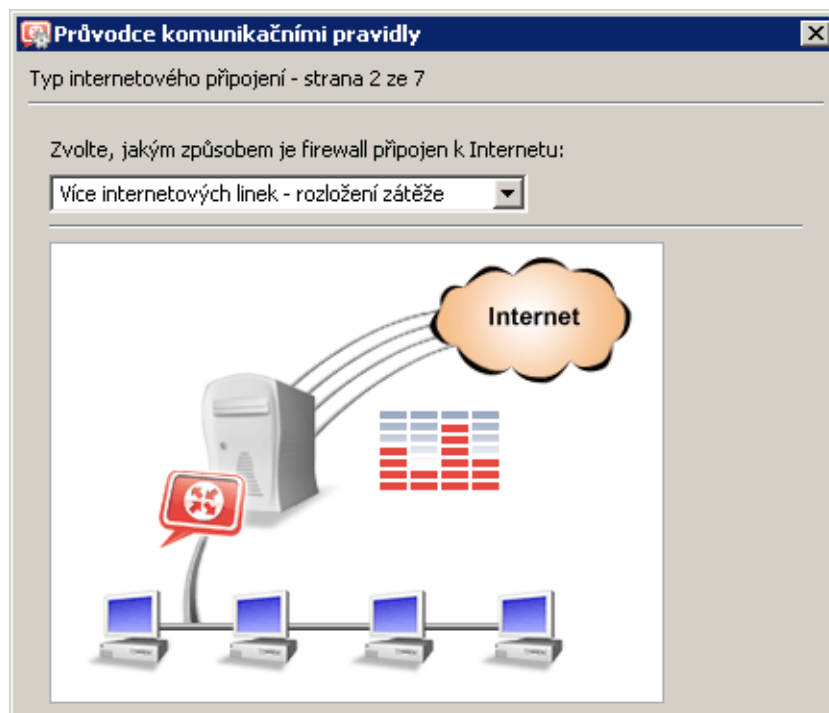 Průvodce komunikačními pravidly
Typ internetového připojení - strana 2 ze 7
Zvolte, jakým způsobem je firewall připojen k Internetu:
Více internetových linek - rozložení zátěže
Internet